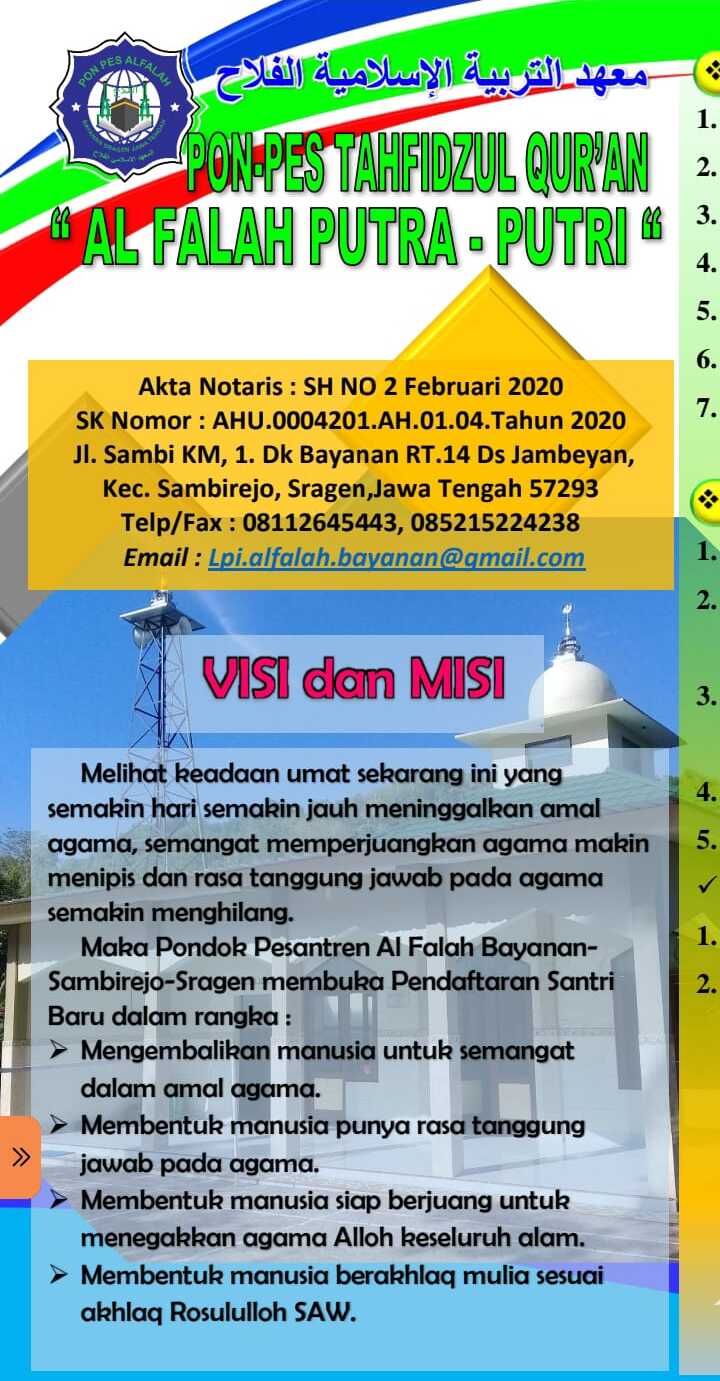 PON PES ALFALAH
معهد التربية الإسلامية الفلاح
PON-PES TAHFIDZUL QUR'AN
“ AL FALAH PUTRA - PUTRI “
Akta Notaris : SH NO 2 Februari 2020
SK Nomor : AHU.0004201.AH.01.04.Tahun 2020
Jl. Sambi KM, 1. Dk Bayanan RT.14 Ds Jambeyan,
Kec. Sambirejo, Sragen,Jawa Tengah 57293
Telp/Fax : 08112645443, 085215224238
Email : Lpi.alfalah.bayanan@gmail.com
VISI dan MISI
Melihat keadaan umat sekarang ini yang
semakin hari semakin jauh meninggalkan amal
agama, semangat memperjuangkan agama makin
menipis dan rasa tanggung jawab pada agama
semakin menghilang.
Maka Pondok Pesantren Al Falah Bayanan-
Sambirejo-Sragen membuka Pendaftaran Santri
Baru dalam rangka :
➢ Mengembalikan manusia untuk semangat
dalam amal agama.
➢ Membentuk manusia punya rasa tanggung
jawab pada agama.
➢ Membentuk manusia siap berjuang untuk
menegakkan agama Alloh keseluruh alam.
➢ Membentuk manusia berakhlaq mulia sesuai
akhlaq Rosululloh SAW.
1.
2.
3.
4.
5.
6.
7.
1.
2.
3.
4.
5.
✓
1.
2.